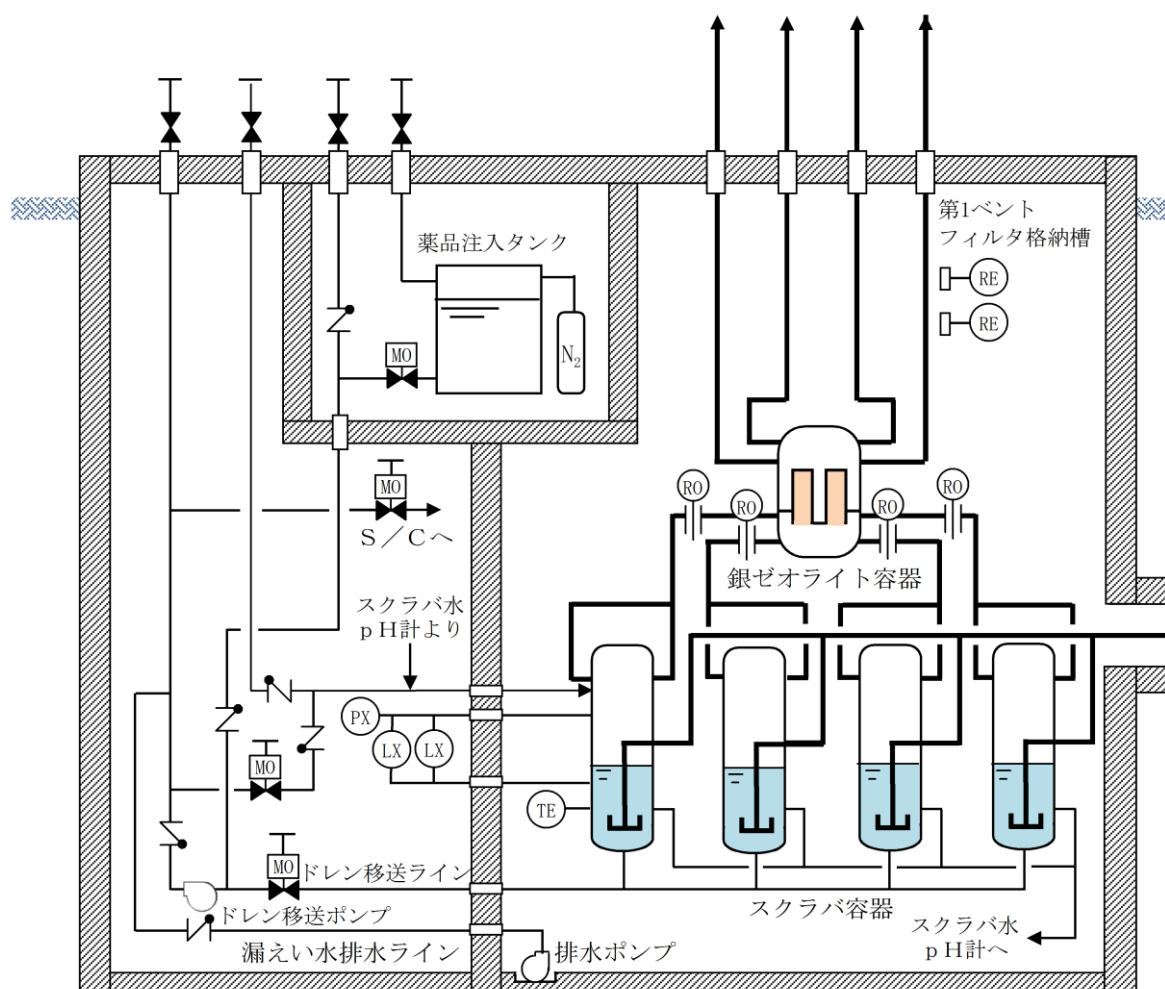 第1ベント
フィルタ格納槽
RE
RE
薬品注入タンク
N2
MO
MO
S/Cへ
RO
RO
RO
RO
銀ゼオライト容器
スクラバ水
pH計より
PX
LX
LX
MO
TE
MO
ドレン移送ライン
ドレン移送ポンプ
スクラバ容器
漏えい水排水ライン
排水ポンプ
スクラバ水
pH計へ